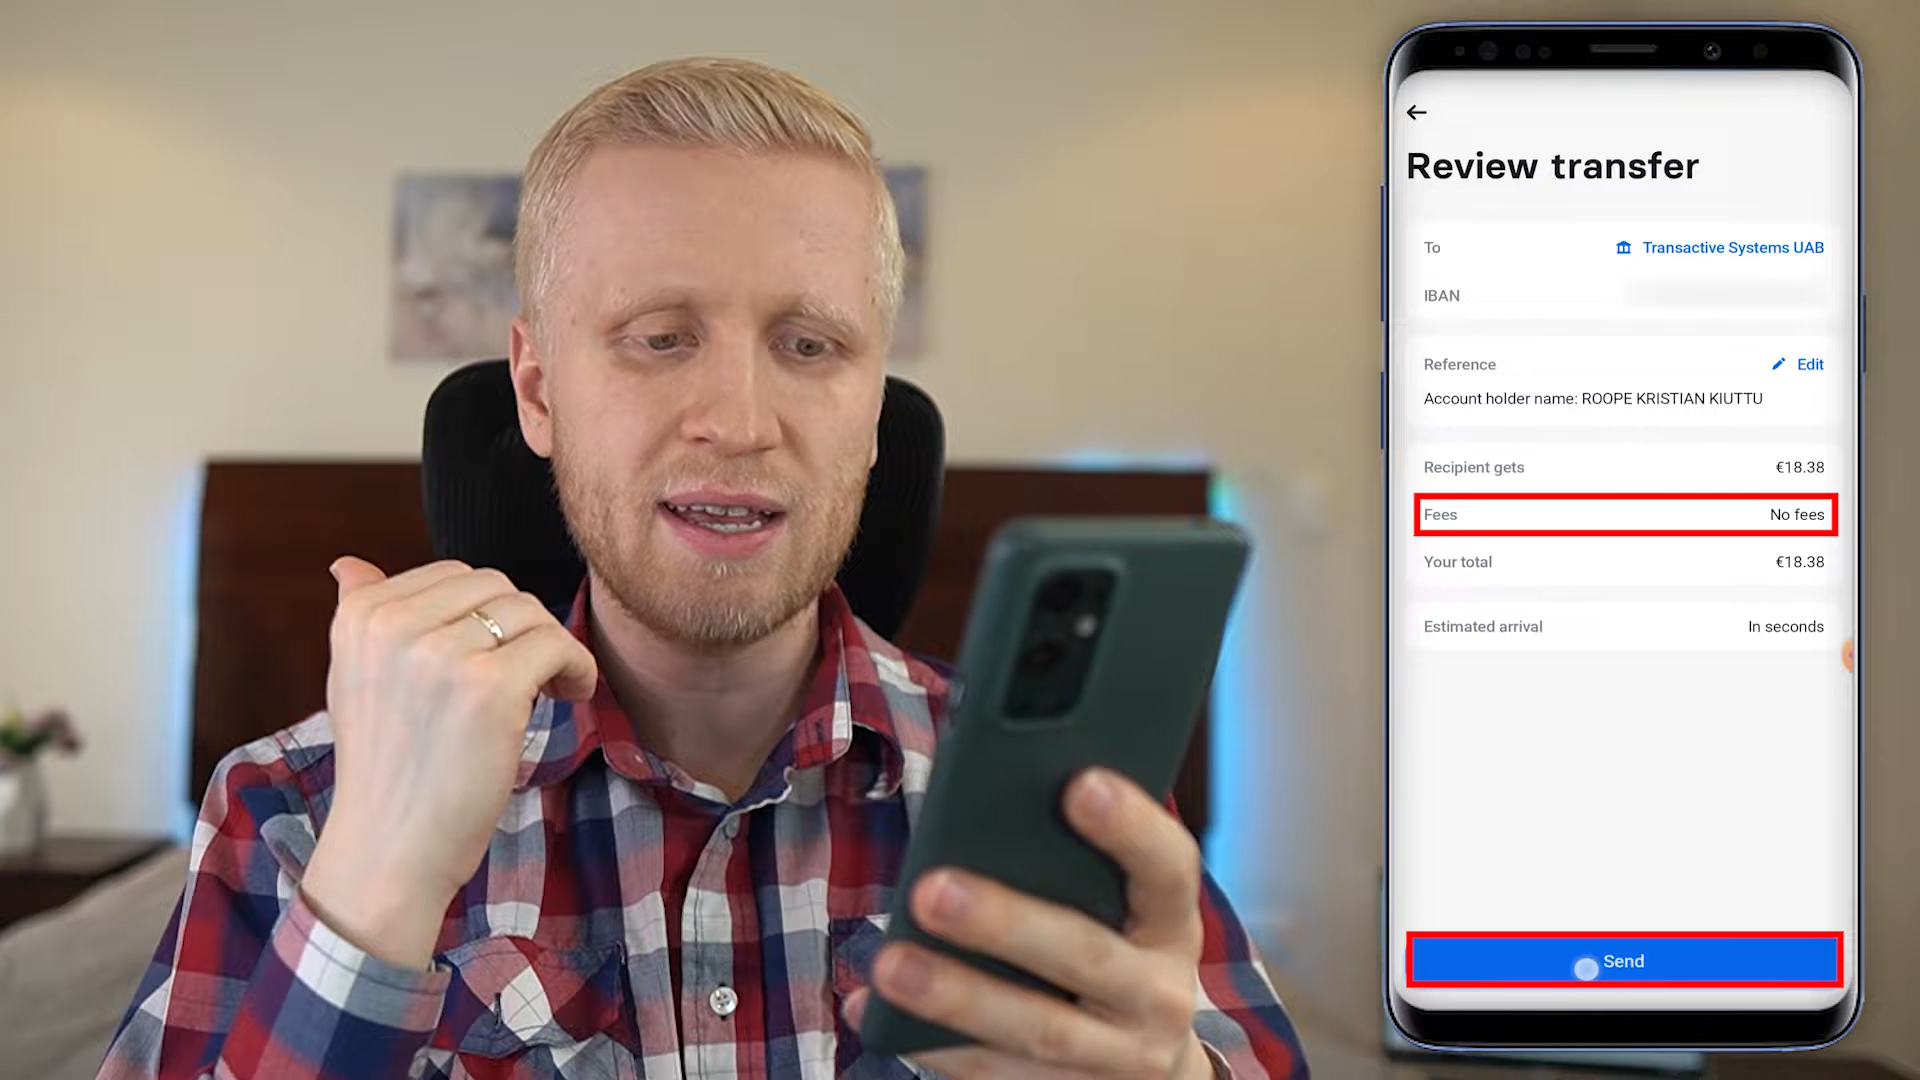 Review transfer
To Transactive Systems UAB
IBAN
Reference Edit
Account holder name: ROOPE KRISTIAN KIUTTU
Recipient gets €18.38
Fees No fees
Your total €18.38
Estimated arrival In seconds
Send